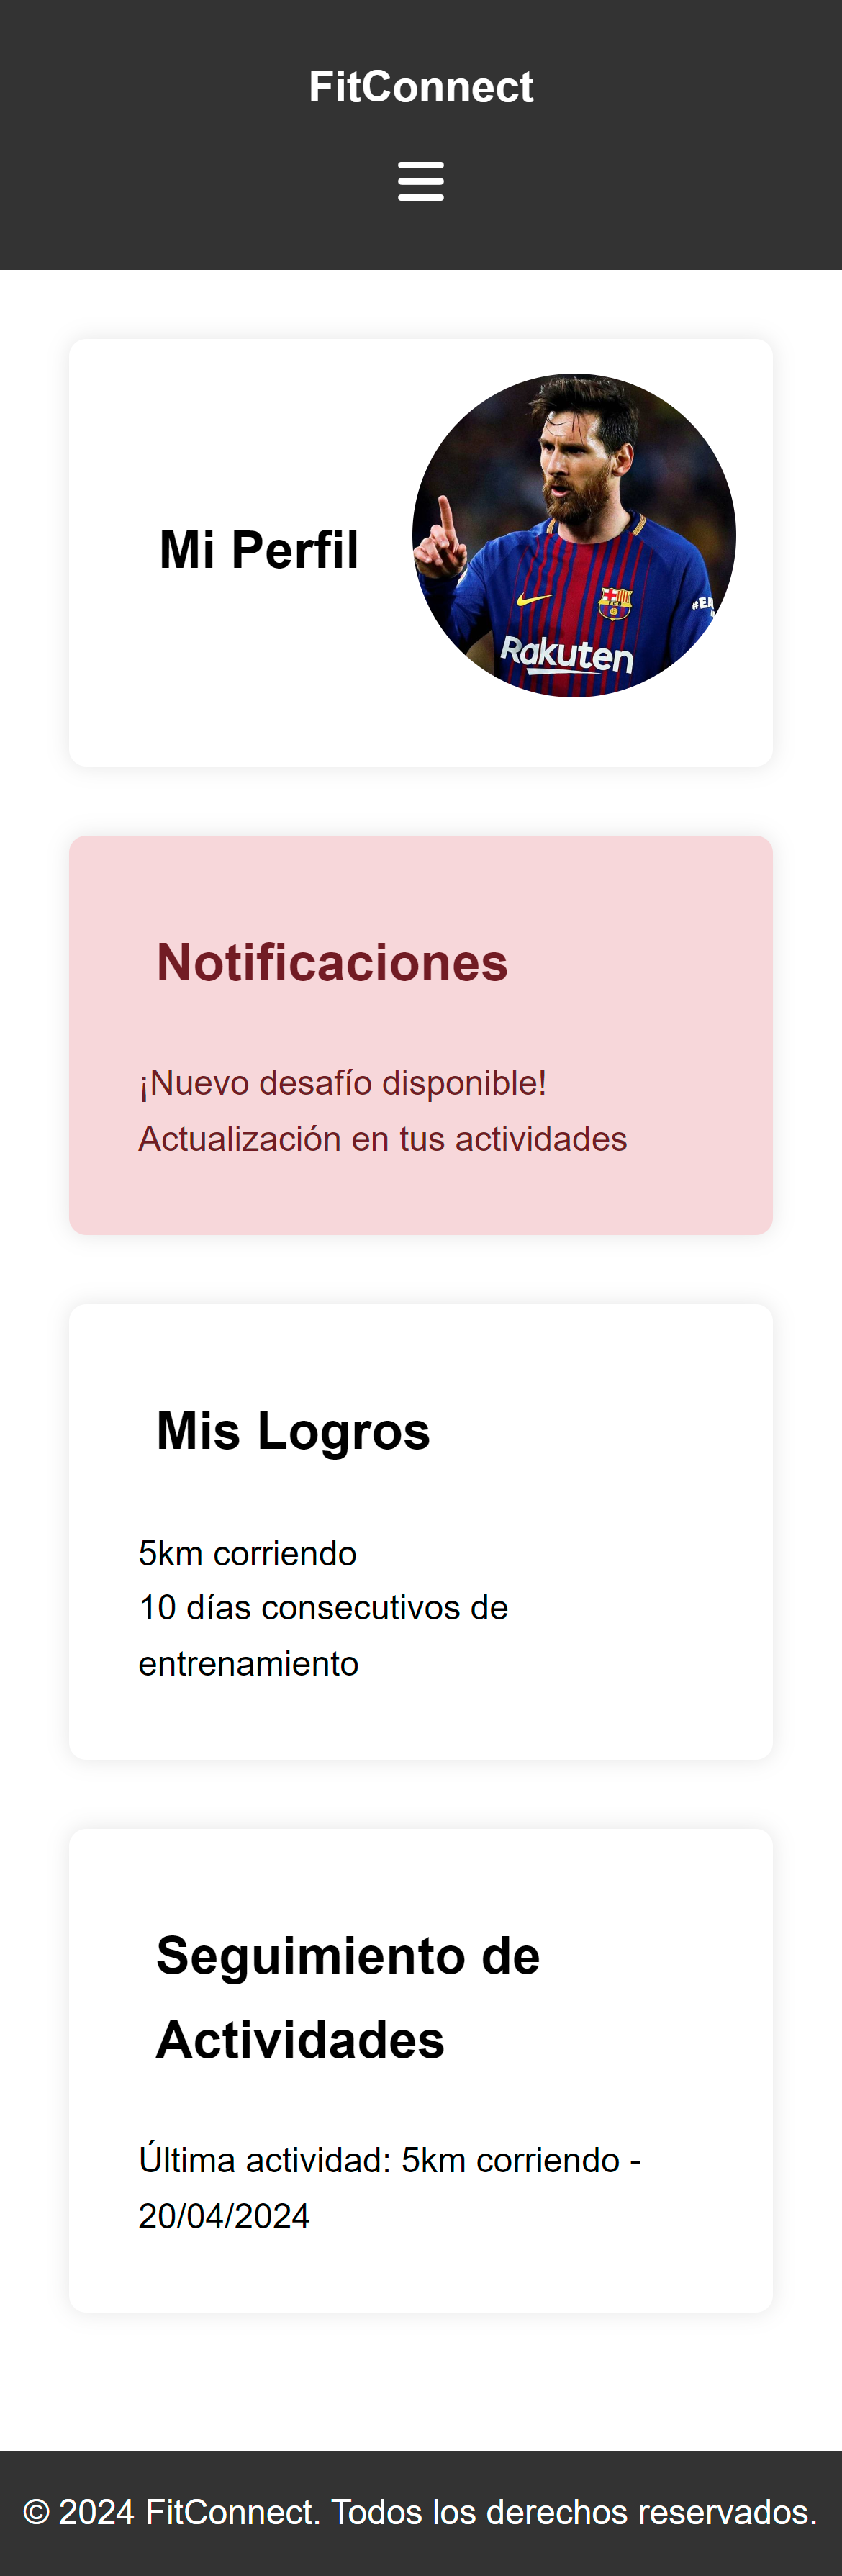 FitConnect
Mi Perfil
Rakuten
Notificaciones
¡Nuevo desafío disponible!
Actualización en tus actividades
Mis Logros
5km corriendo
10 días consecutivos de
entrenamiento
Seguimiento de
Actividades
Última actividad: 5km corriendo -
20/04/2024
© 2024 FitConnect. Todos los derechos reservados.